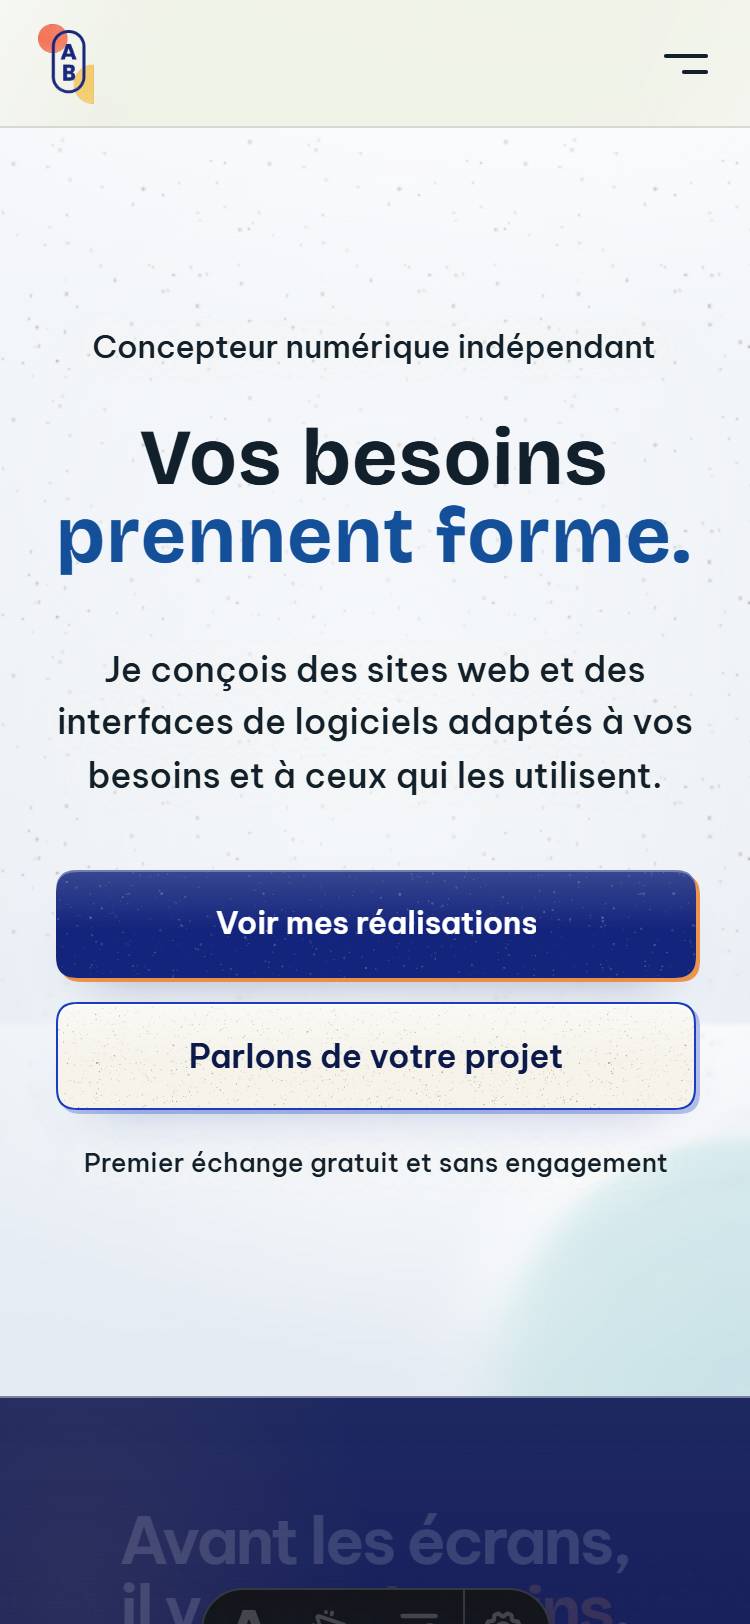 A
B
Concepteur numérique indépendant
Vos besoins
prennent forme.
Je conçois des sites web et des
interfaces de logiciels adaptés à vos
besoins et à ceux qui les utilisent.
Voir mes réalisations
Parlons de votre projet
Premier échange gratuit et sans engagement
Avant les écrans,
il y